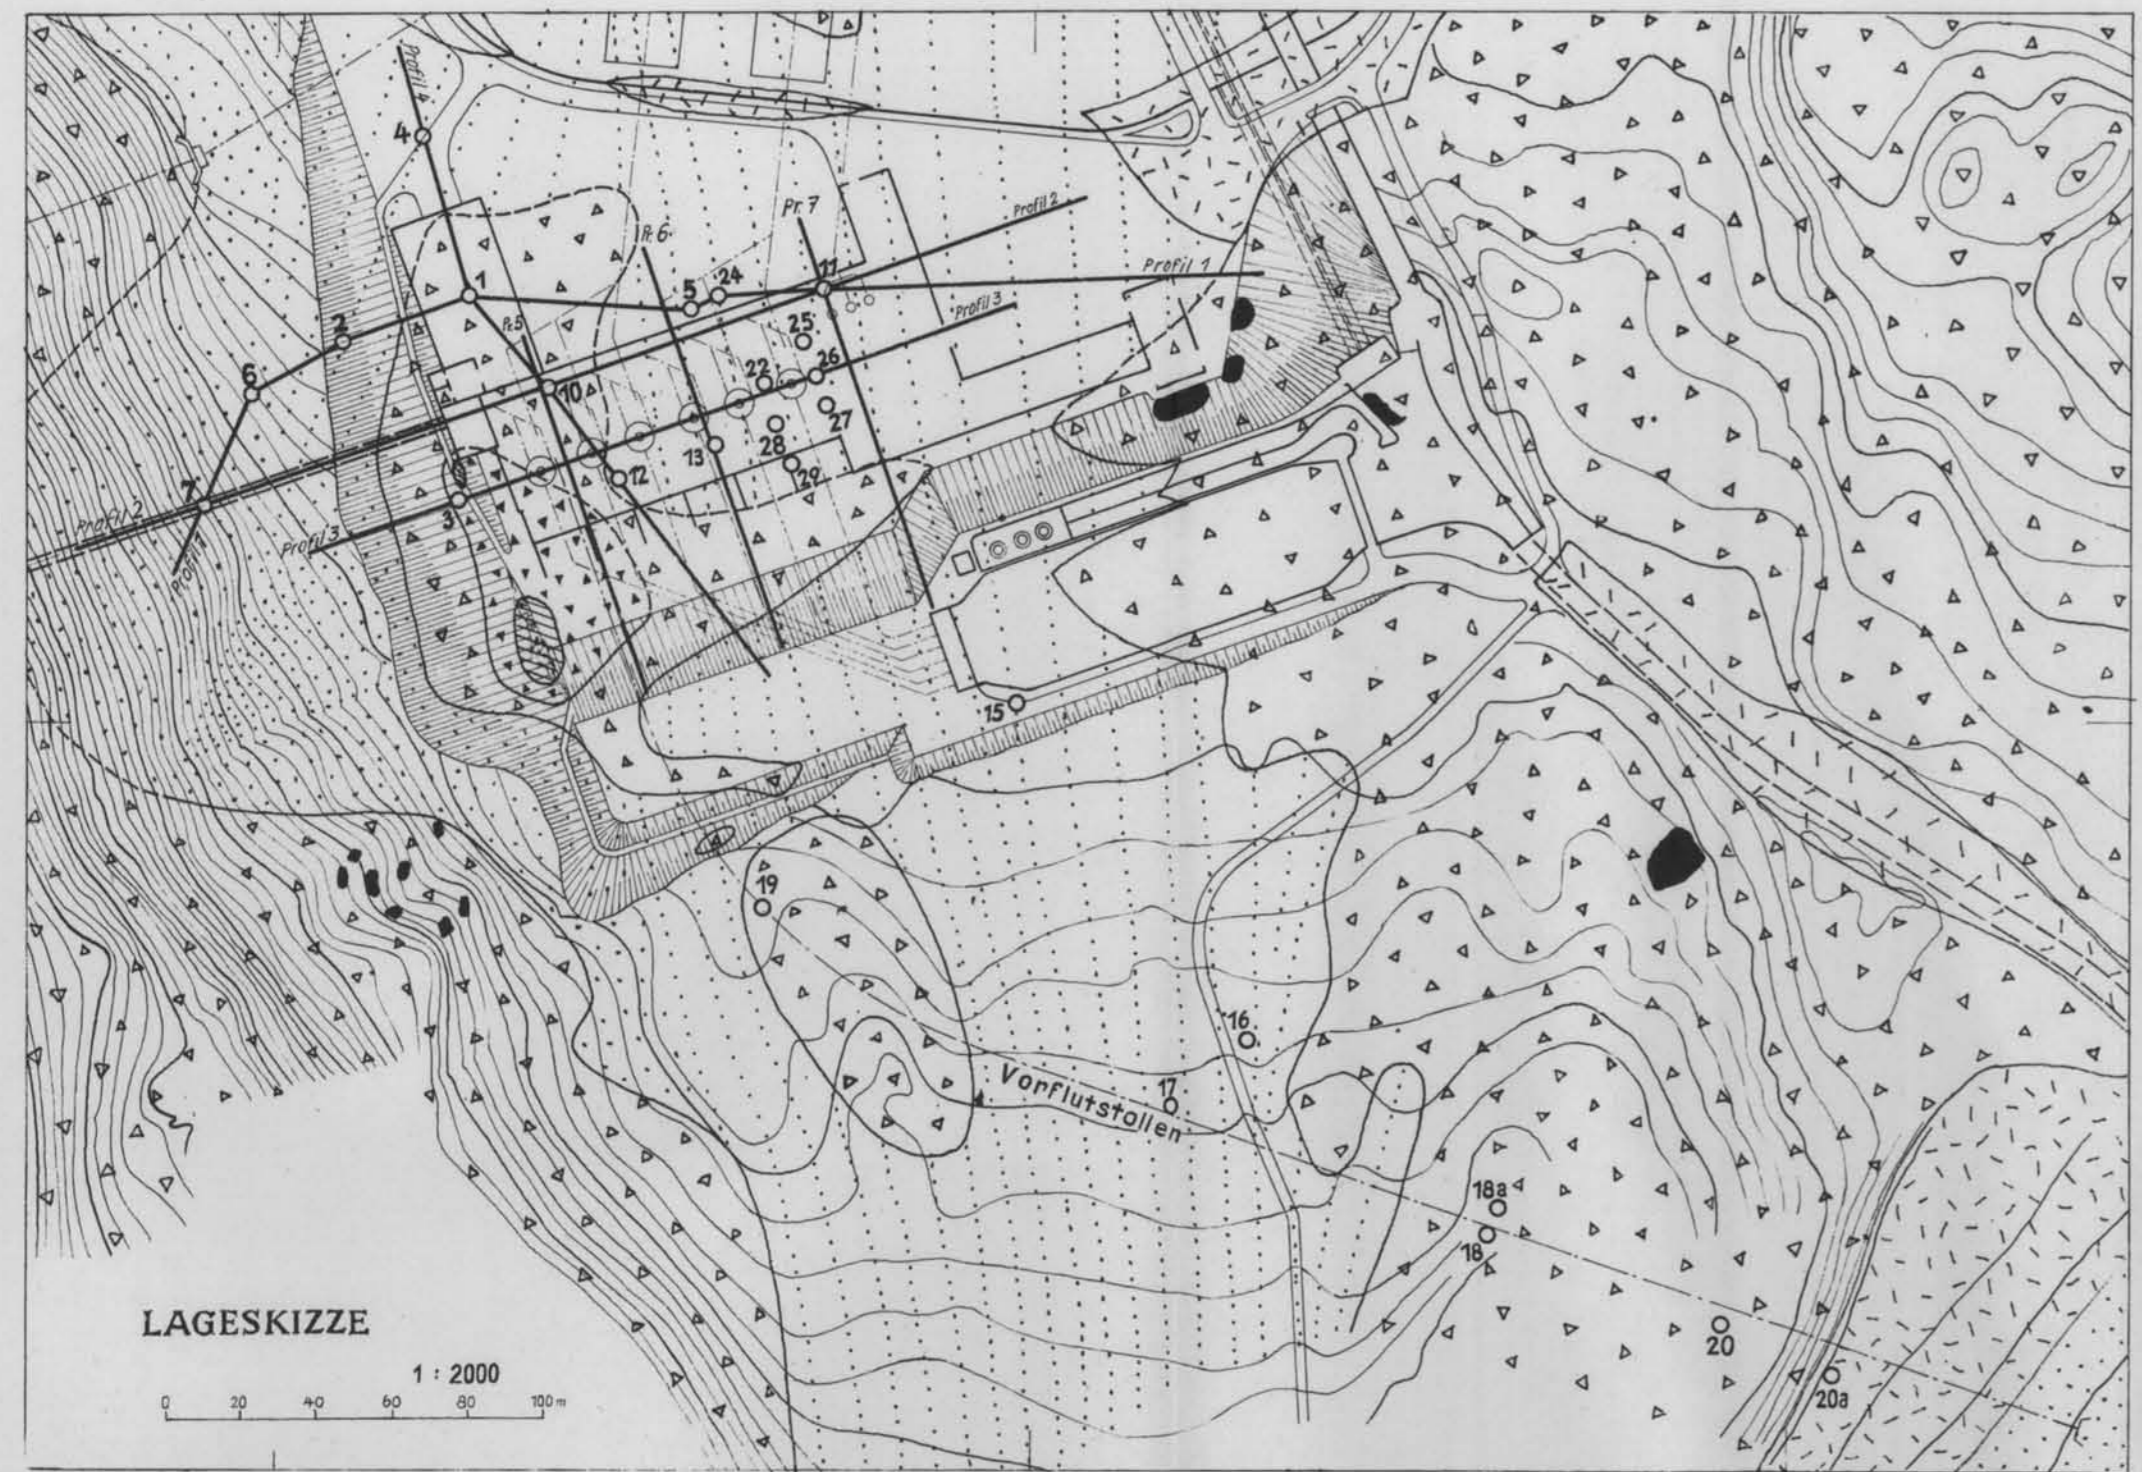 Profil 4
4
Pr. 7
Profil 2
Pr. 6
1
5
24
11
Profil 1
Pr. 5
2
25
Profil 3
6
10
22
26
27
28
13
29
12
7
3
Profil 2
Profil 3
Profil 1
15
19
16
17
Vorflutstollen
18a
18
20
20a
LAGESKIZZE
1 : 2000
0 20 40 60 80 100 m